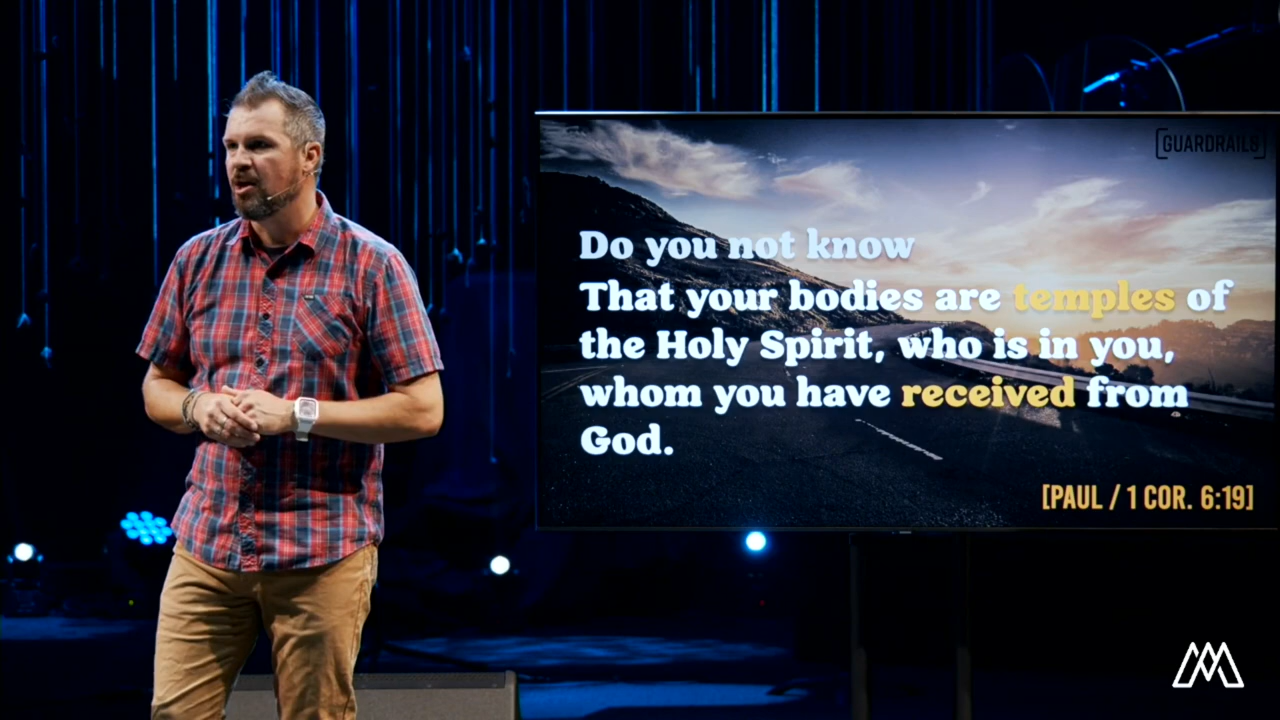 [GUARDRAILS]
Do you not know
That your bodies are temples of
the Holy Spirit, who is in you,
whom you have received from
God.
[PAUL / 1 COR. 6:19]